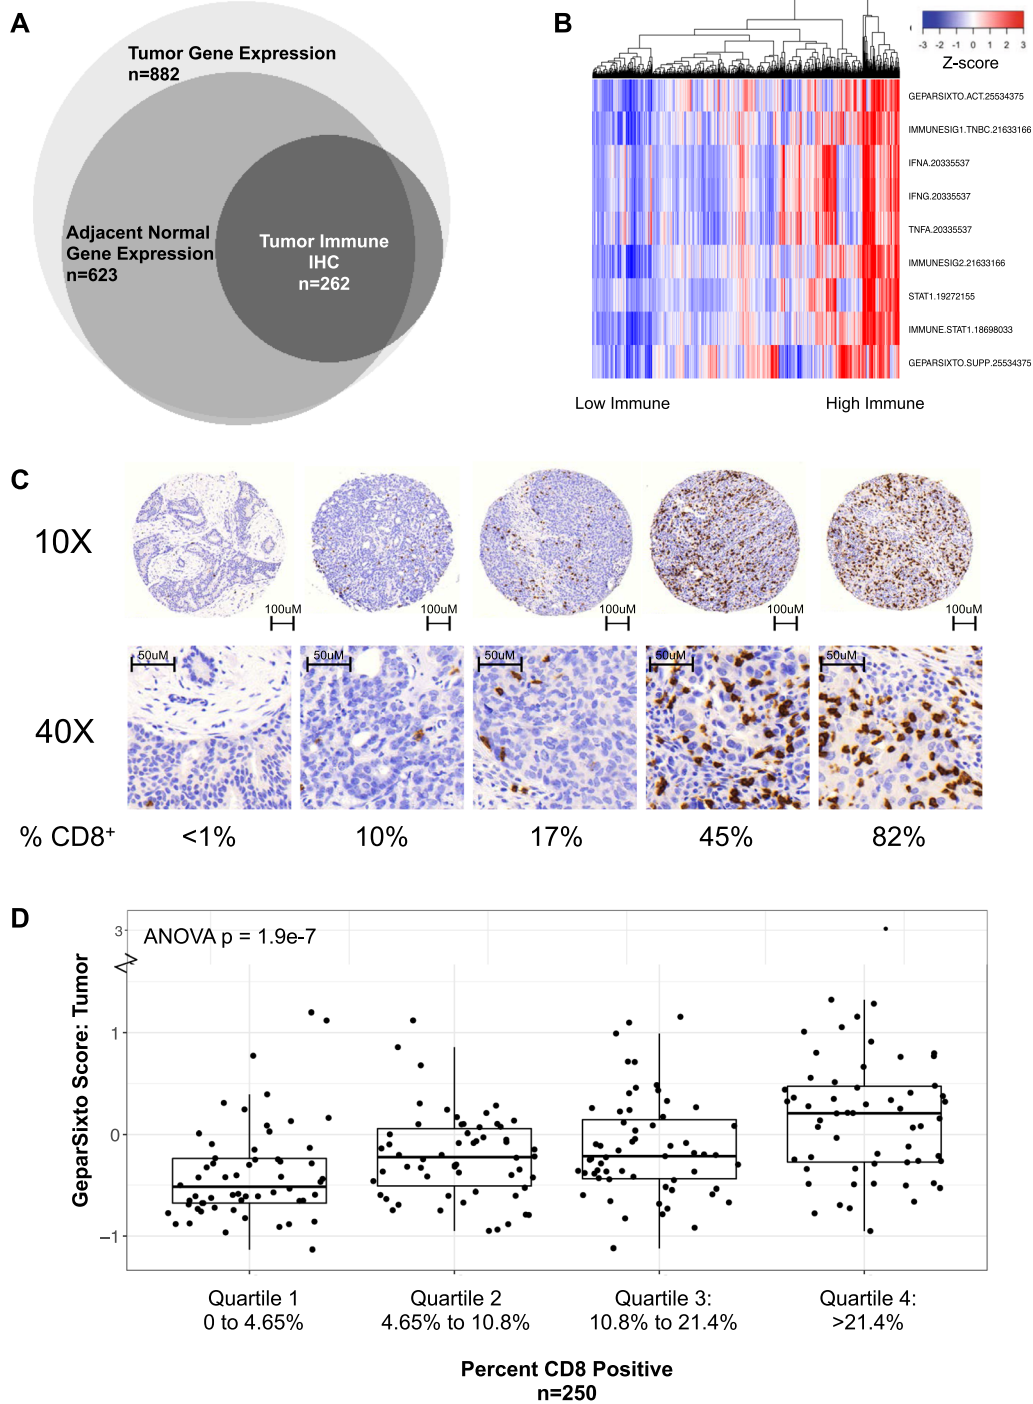 A
Tumor Gene Expression
n=882
Adjacent Normal
Gene Expression
n=623
Tumor Immune
IHC
n=262
B
-3 -2 -1 0 1 2 3
Z-score
GEPARSIXTO.ACT.25534375
IMMUNESIG1.TNBC.21633166
IFNA.20335537
IFNG.20335537
TNFA.20335537
IMMUNESIG2.21633166
STAT1.19272155
IMMUNE.STAT1.18698033
GEPARSIXTO.SUPP.25534375
Low Immune High Immune
C
10X
100uM 100uM 100uM 100uM 100uM
50uM 50uM 50uM 50uM 50uM
40X
% CD8+ <1% 10% 17% 45% 82%
D
ANOVA p = 1.9e-7
GeparSixto Score: Tumor
3
1
0
−1
Quartile 1 Quartile 2 Quartile 3: Quartile 4:
0 to 4.65% 4.65% to 10.8% 10.8% to 21.4% >21.4%
Percent CD8 Positive
n=250